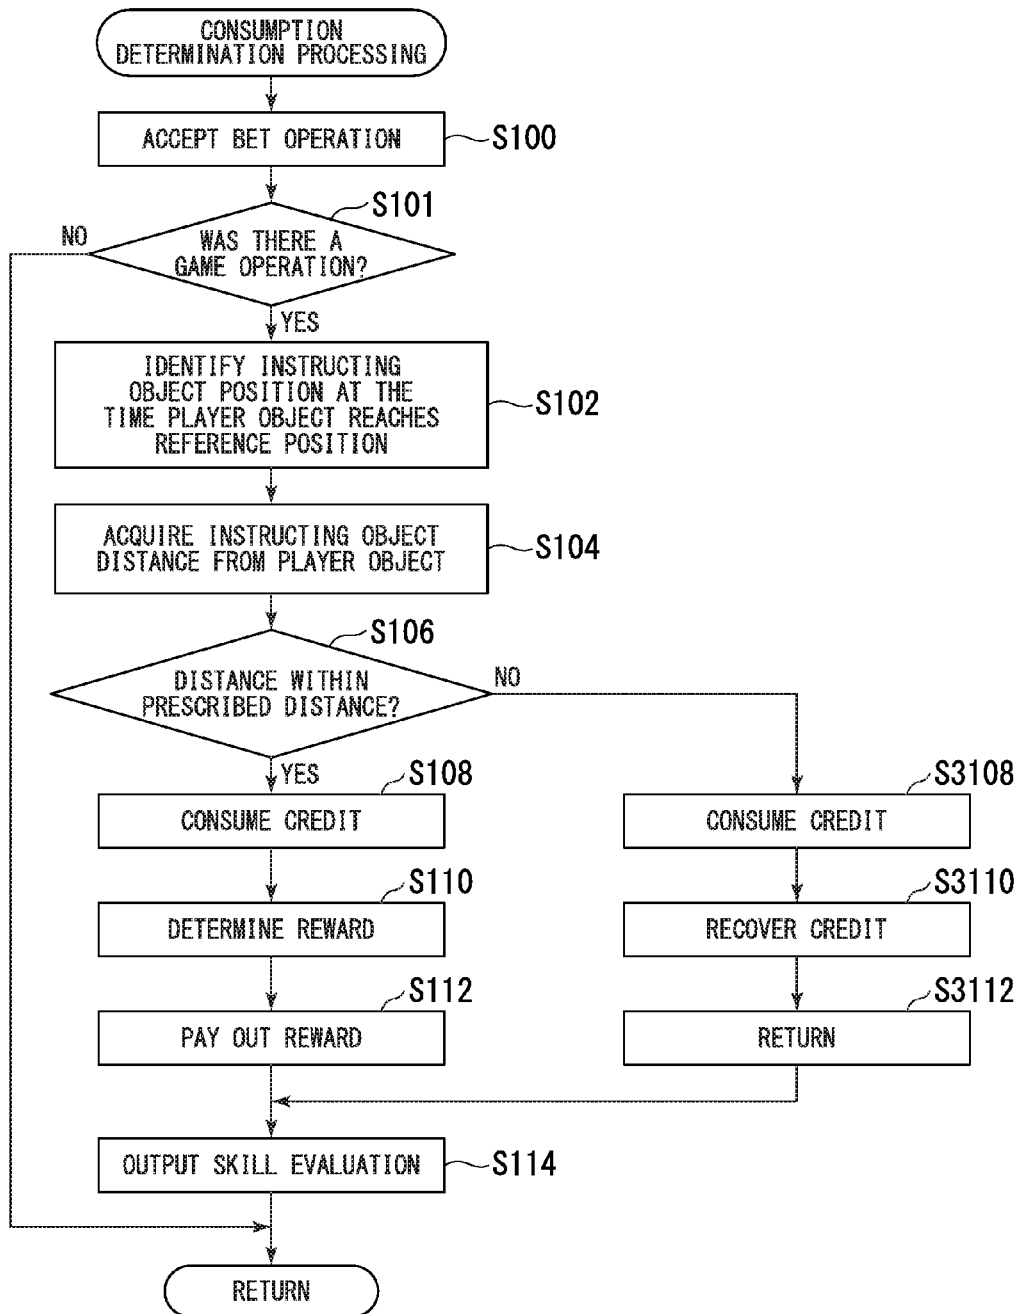 CONSUMPTION
DETERMINATION PROCESSING
ACCEPT BET OPERATION
S100
S101
NO
WAS THERE A
GAME OPERATION?
YES
IDENTIFY INSTRUCTING
OBJECT POSITION AT THE
TIME PLAYER OBJECT REACHES
REFERENCE POSITION
S102
ACQUIRE INSTRUCTING OBJECT
DISTANCE FROM PLAYER OBJECT
S104
S106
DISTANCE WITHIN
PRESCRIBED DISTANCE?
NO
YES
S108
CONSUME CREDIT
S3108
CONSUME CREDIT
S110
DETERMINE REWARD
S3110
RECOVER CREDIT
S112
PAY OUT REWARD
S3112
RETURN
OUTPUT SKILL EVALUATION
S114
RETURN